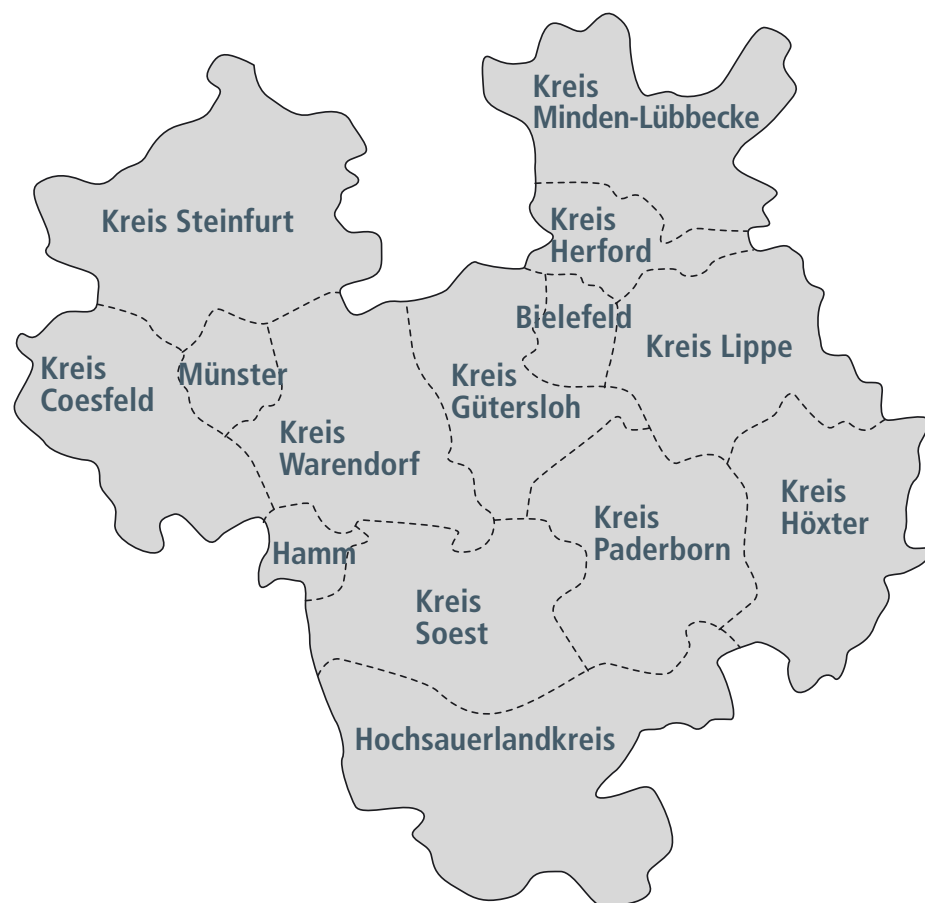 Kreis
Minden-Lübbecke
Kreis Steinfurt
Kreis
Herford
Bielefeld
Kreis Lippe
Kreis
Coesfeld
Münster
Kreis
Gütersloh
Kreis
Warendorf
Kreis
Höxter
Kreis
Paderborn
Hamm
Kreis
Soest
Hochsauerlandkreis